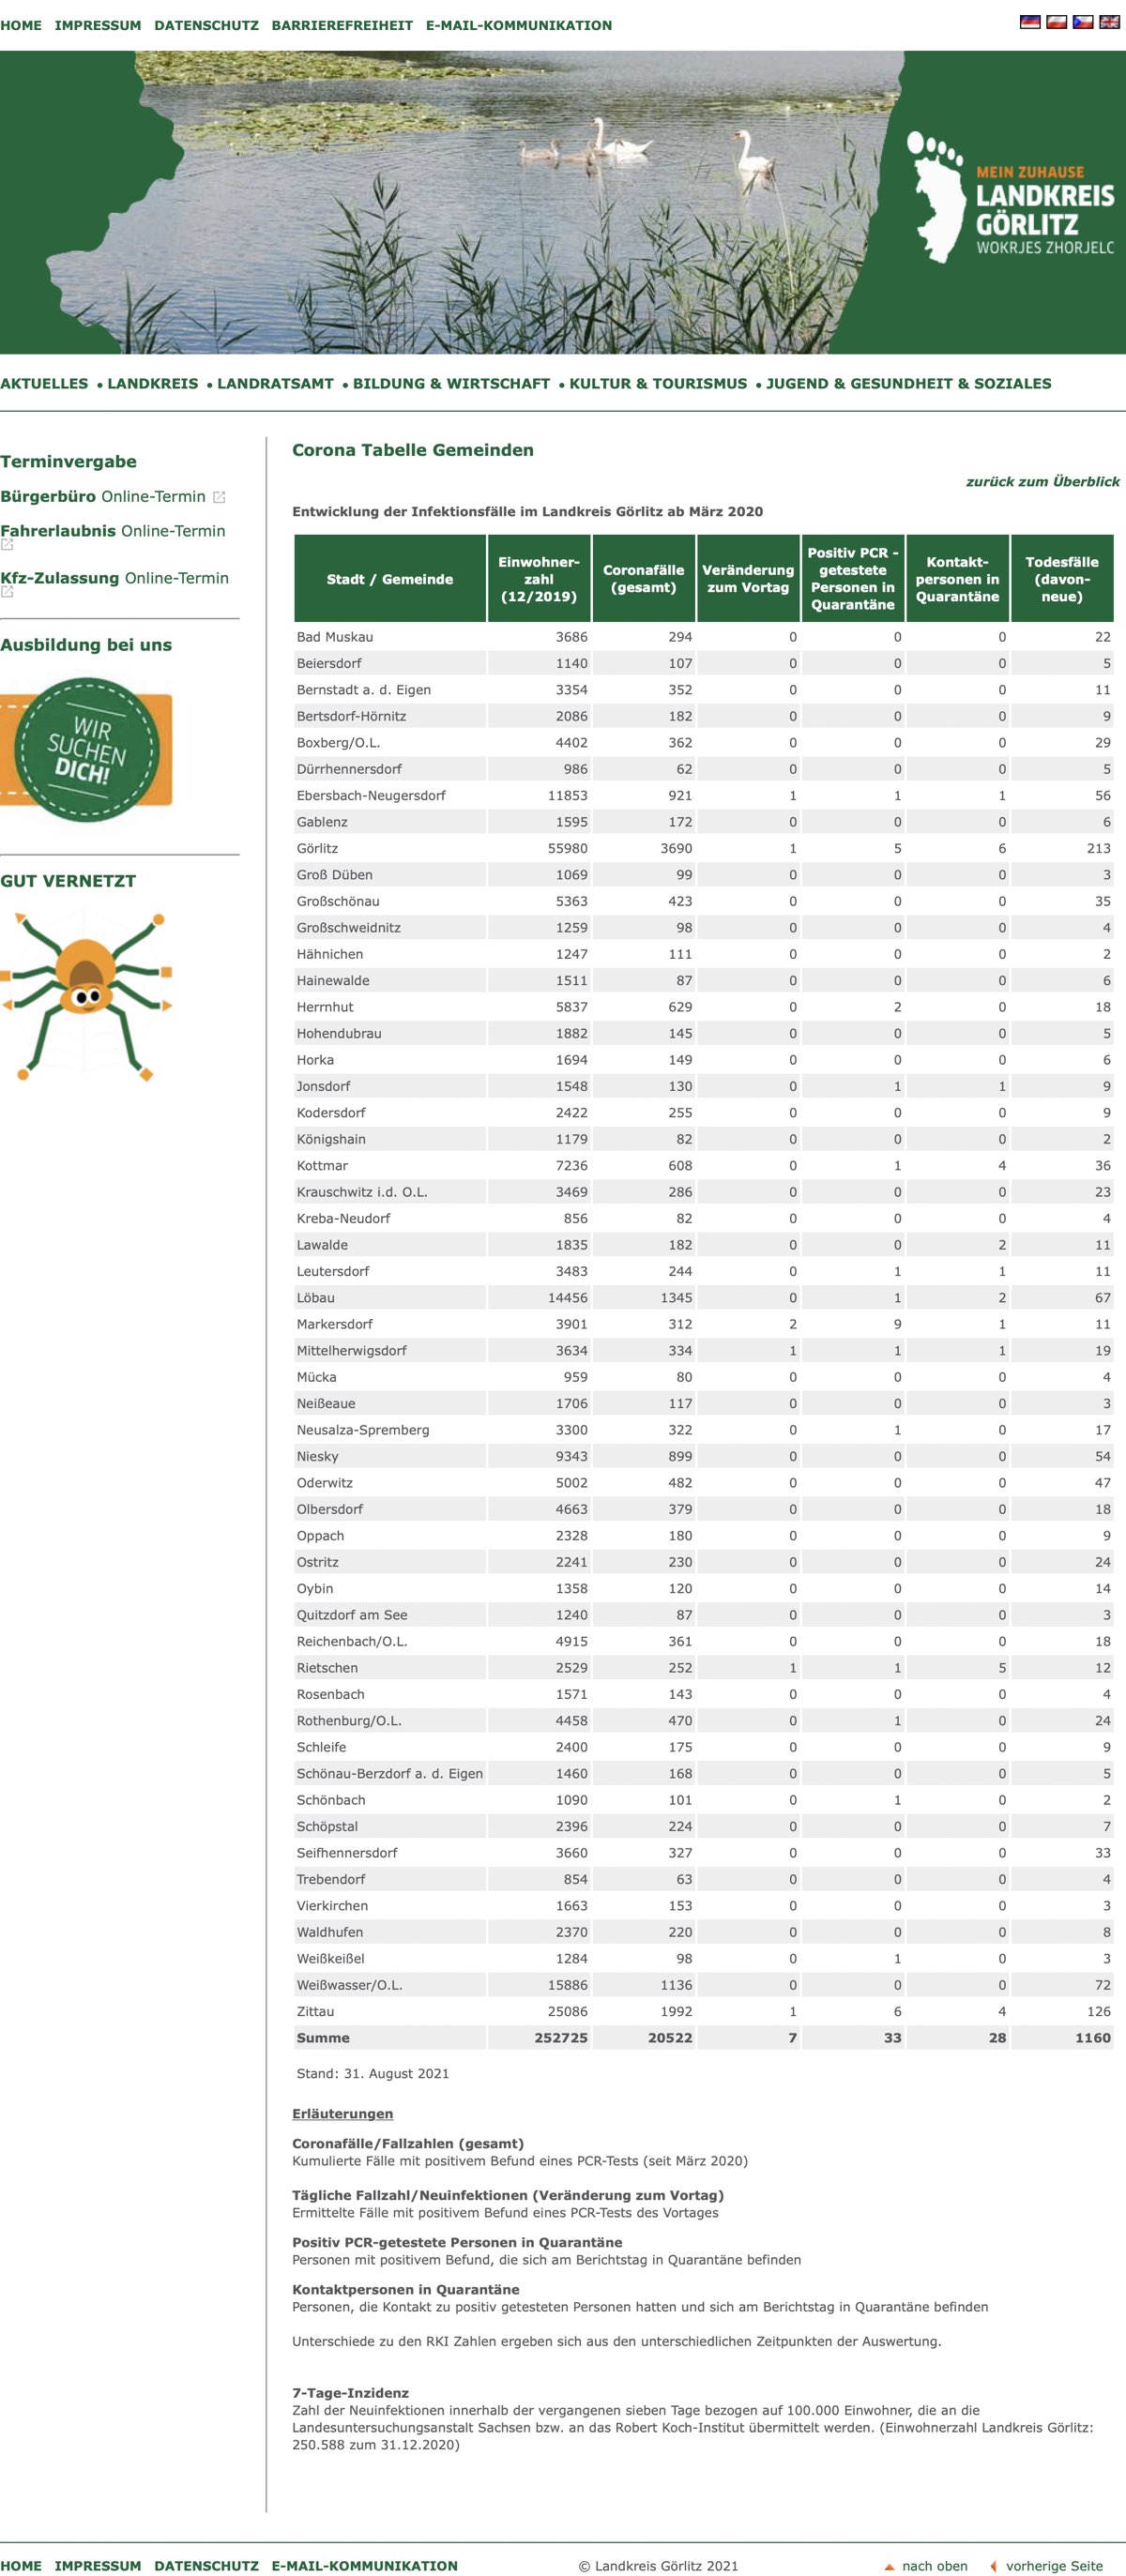 HOME IMPRESSUM DATENSCHUTZ BARRIEREFREIHEIT E-MAIL-KOMMUNIKATION
MEIN ZUHAUSE
LANDKREIS
GÖRLITZ
WOKRJES ZHORJELC
AKTUELLES • LANDKREIS • LANDRATSAMT • BILDUNG & WIRTSCHAFT • KULTUR & TOURISMUS • JUGEND & GESUNDHEIT & SOZIALES
Terminvergabe
Bürgerbüro Online-Termin
Fahrerlaubnis Online-Termin
Kfz-Zulassung Online-Termin
Ausbildung bei uns
WIR
SUCHEN
DICH!
GUT VERNETZT
Corona Tabelle Gemeinden
zurück zum Überblick
Entwicklung der Infektionsfälle im Landkreis Görlitz ab März 2020
Stadt / Gemeinde
Einwohner-
zahl
(12/2019)
Coronafälle
(gesamt)
Veränderung
zum Vortag
Positiv PCR -
getestete
Personen in
Quarantäne
Kontakt-
personen in
Quarantäne
Todesfälle
(davon-
neue)
Bad Muskau 3686 294 0 0 0 22
Beiersdorf 1140 107 0 0 0 5
Bernstadt a. d. Eigen 3354 352 0 0 0 11
Bertsdorf-Hörnitz 2086 182 0 0 0 9
Boxberg/O.L. 4402 362 0 0 0 29
Dürrhennersdorf 986 62 0 0 0 5
Ebersbach-Neugersdorf 11853 921 1 1 1 56
Gablenz 1595 172 0 0 0 6
Görlitz 55980 3690 1 5 6 213
Groß Düben 1069 99 0 0 0 3
Großschönau 5363 423 0 0 0 35
Großschweidnitz 1259 98 0 0 0 4
Hähnichen 1247 111 0 0 0 2
Hainewalde 1511 87 0 0 0 6
Herrnhut 5837 629 0 2 0 18
Hohendubrau 1882 145 0 0 0 5
Horka 1694 149 0 0 0 6
Jonsdorf 1548 130 0 1 1 9
Kodersdorf 2422 255 0 0 0 9
Königshain 1179 82 0 0 0 2
Kottmar 7236 608 0 1 4 36
Krauschwitz i.d. O.L. 3469 286 0 0 0 23
Kreba-Neudorf 856 82 0 0 0 4
Lawalde 1835 182 0 0 2 11
Leutersdorf 3483 244 0 1 1 11
Löbau 14456 1345 0 1 2 67
Markersdorf 3901 312 2 9 1 11
Mittelherwigsdorf 3634 334 1 1 1 19
Mücka 959 80 0 0 0 4
Neißeaue 1706 117 0 0 0 3
Neusalza-Spremberg 3300 322 0 1 0 17
Niesky 9343 899 0 0 0 54
Oderwitz 5002 482 0 0 0 47
Olbersdorf 4663 379 0 0 0 18
Oppach 2328 180 0 0 0 9
Ostritz 2241 230 0 0 0 24
Oybin 1358 120 0 0 0 14
Quitzdorf am See 1240 87 0 0 0 3
Reichenbach/O.L. 4915 361 0 0 0 18
Rietschen 2529 252 1 1 5 12
Rosenbach 1571 143 0 0 0 4
Rothenburg/O.L. 4458 470 0 1 0 24
Schleife 2400 175 0 0 0 9
Schönau-Berzdorf a. d. Eigen 1460 168 0 0 0 5
Schönbach 1090 101 0 1 0 2
Schöpstal 2396 224 0 0 0 7
Seifhennersdorf 3660 327 0 0 0 33
Trebendorf 854 63 0 0 0 4
Vierkirchen 1663 153 0 0 0 3
Waldhufen 2370 220 0 0 0 8
Weißkeißel 1284 98 0 1 0 3
Weißwasser/O.L. 15886 1136 0 0 0 72
Zittau 25086 1992 1 6 4 126
Summe 252725 20522 7 33 28 1160
Stand: 31. August 2021
Erläuterungen
Coronafälle/Fallzahlen (gesamt)
Kumulierte Fälle mit positivem Befund eines PCR-Tests (seit März 2020)
Tägliche Fallzahl/Neuinfektionen (Veränderung zum Vortag)
Ermittelte Fälle mit positivem Befund eines PCR-Tests des Vortages
Positiv PCR-getestete Personen in Quarantäne
Personen mit positivem Befund, die sich am Berichtstag in Quarantäne befinden
Kontaktpersonen in Quarantäne
Personen, die Kontakt zu positiv getesteten Personen hatten und sich am Berichtstag in Quarantäne befinden
Unterschiede zu den RKI Zahlen ergeben sich aus den unterschiedlichen Zeitpunkten der Auswertung.
7-Tage-Inzidenz
Zahl der Neuinfektionen innerhalb der vergangenen sieben Tage bezogen auf 100.000 Einwohner, die an die
Landesuntersuchungsanstalt Sachsen bzw. an das Robert Koch-Institut übermittelt werden. (Einwohnerzahl Landkreis Görlitz:
250.588 zum 31.12.2020)
HOME IMPRESSUM DATENSCHUTZ E-MAIL-KOMMUNIKATION © Landkreis Görlitz 2021 nach oben vorherige Seite